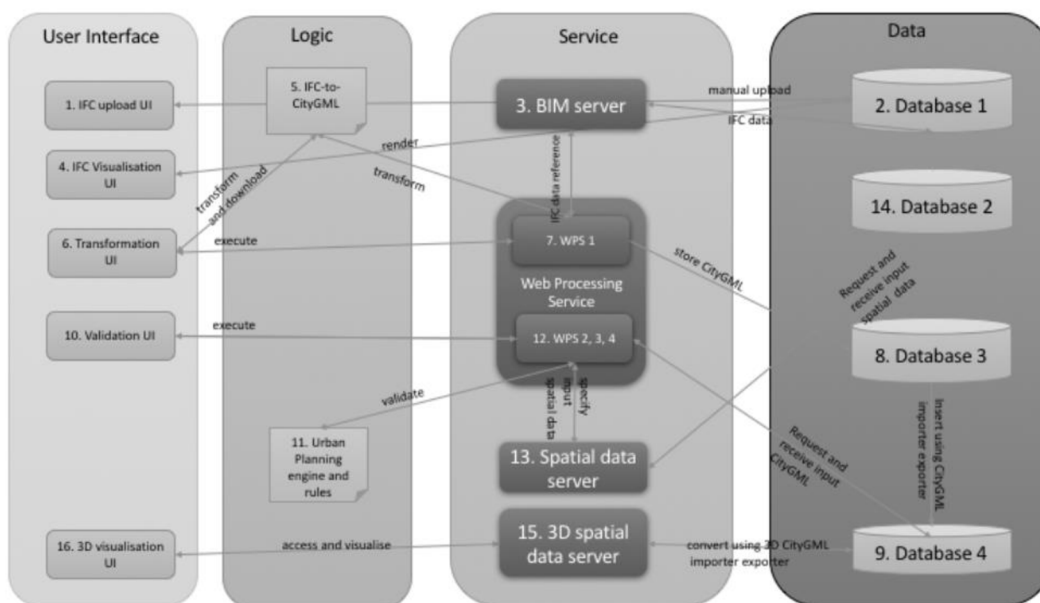 User Interface
Logic
Service
Data
1. IFC upload UI
5. IFC-to-
CityGML
3. BIM server
manual upload
2. Database 1
IFC data
4. IFC Visualisation
UI
render
transform
and download
transform
IFC data reference
14. Database 2
6. Transformation
UI
execute
7. WPS 1
store CityGML
Web Processing
Service
Request and
receive input
spatial data
10. Validation UI
execute
12. WPS 2, 3, 4
8. Database 3
validate
specify
input
spatial data
11. Urban
Planning
engine and
rules
13. Spatial data
server
Request and
receive input
CityGML
Insert using CityGML
importer exporter
16. 3D visualisation
UI
access and visualise
15. 3D spatial
data server
convert using 3D CityGML
importer exporter
9. Database 4